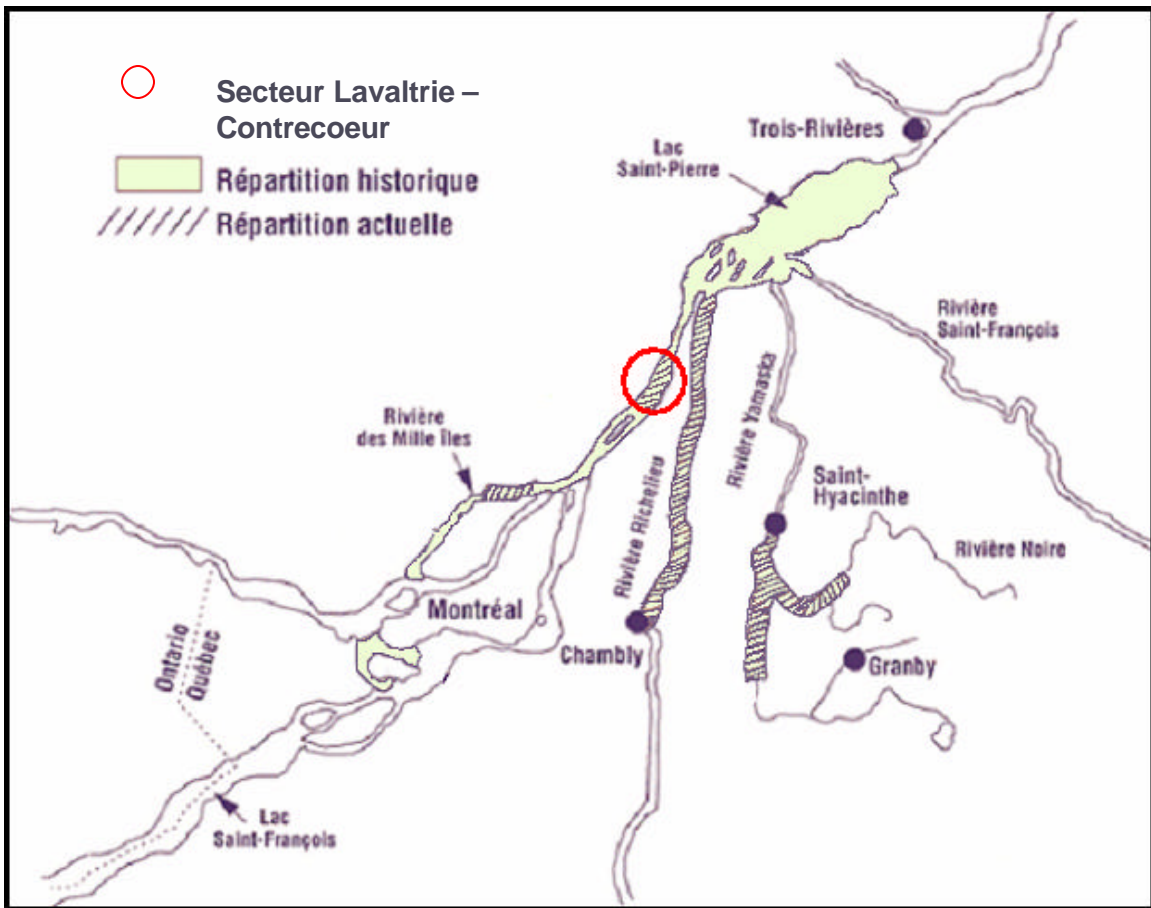 Secteur Lavaltrie –
Contrecoeur
Répartition historique
Répartition actuelle
Trois-Rivières
Lac
Saint-Pierre
Rivière
Saint-François
Rivière
des Mille Îles
Rivière Richelieu
Rivière Yamaska
Saint-
Hyacinthe
Rivière Noire
Montréal
Chambly
Granby
Ontario
Québec
Lac
Saint-François